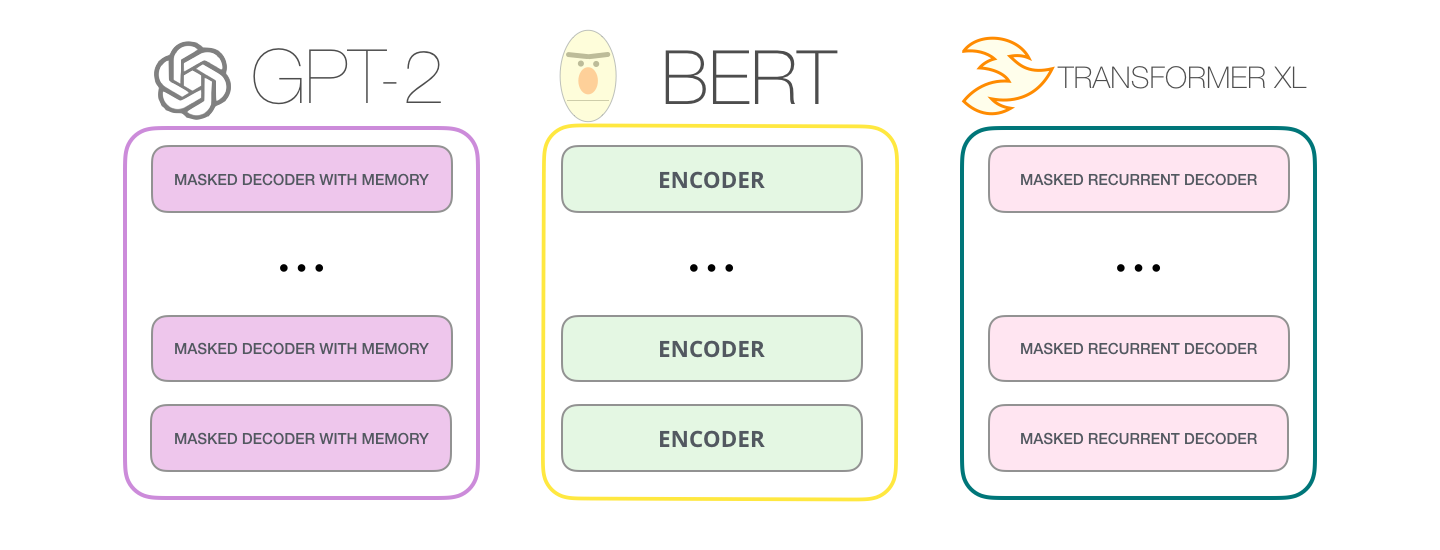 GPT-2
MASKED DECODER WITH MEMORY
• • •
MASKED DECODER WITH MEMORY
MASKED DECODER WITH MEMORY
BERT
ENCODER
• • •
ENCODER
ENCODER
TRANSFORMER XL
MASKED RECURRENT DECODER
• • •
MASKED RECURRENT DECODER
MASKED RECURRENT DECODER